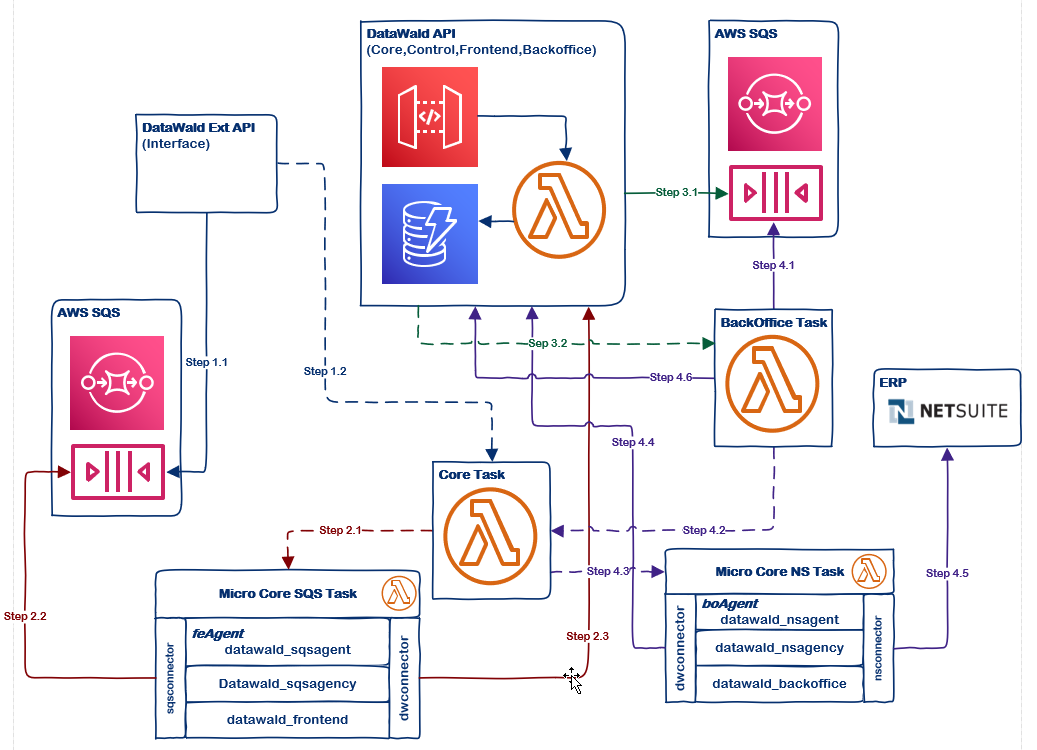 DataWald API
(Core,Control,Frontend,Backoffice)
AWS SQS
DataWald Ext API
(Interface)
Step 3.1
Step 4.1
AWS SQS
BackOffice Task
Sep 3.2
Step 1.1
Step 1.2
Step 4.6
ERP
NETSUITE
Step 4.4
Core Task
Step 2.1
Step 4.2
Step 4.3
Micro Core NS Task
Step 4.5
Micro Core SQS Task
Step 2.2
boAgent
datawald_nsagent
feAgent
datawald_sqsagent
Step 2.3
dwconnector
datawald_nsagency
nsconnector
sqsconnector
Datawald_sqsagency
dwconnector
datawald_backoffice
datawald_frontend